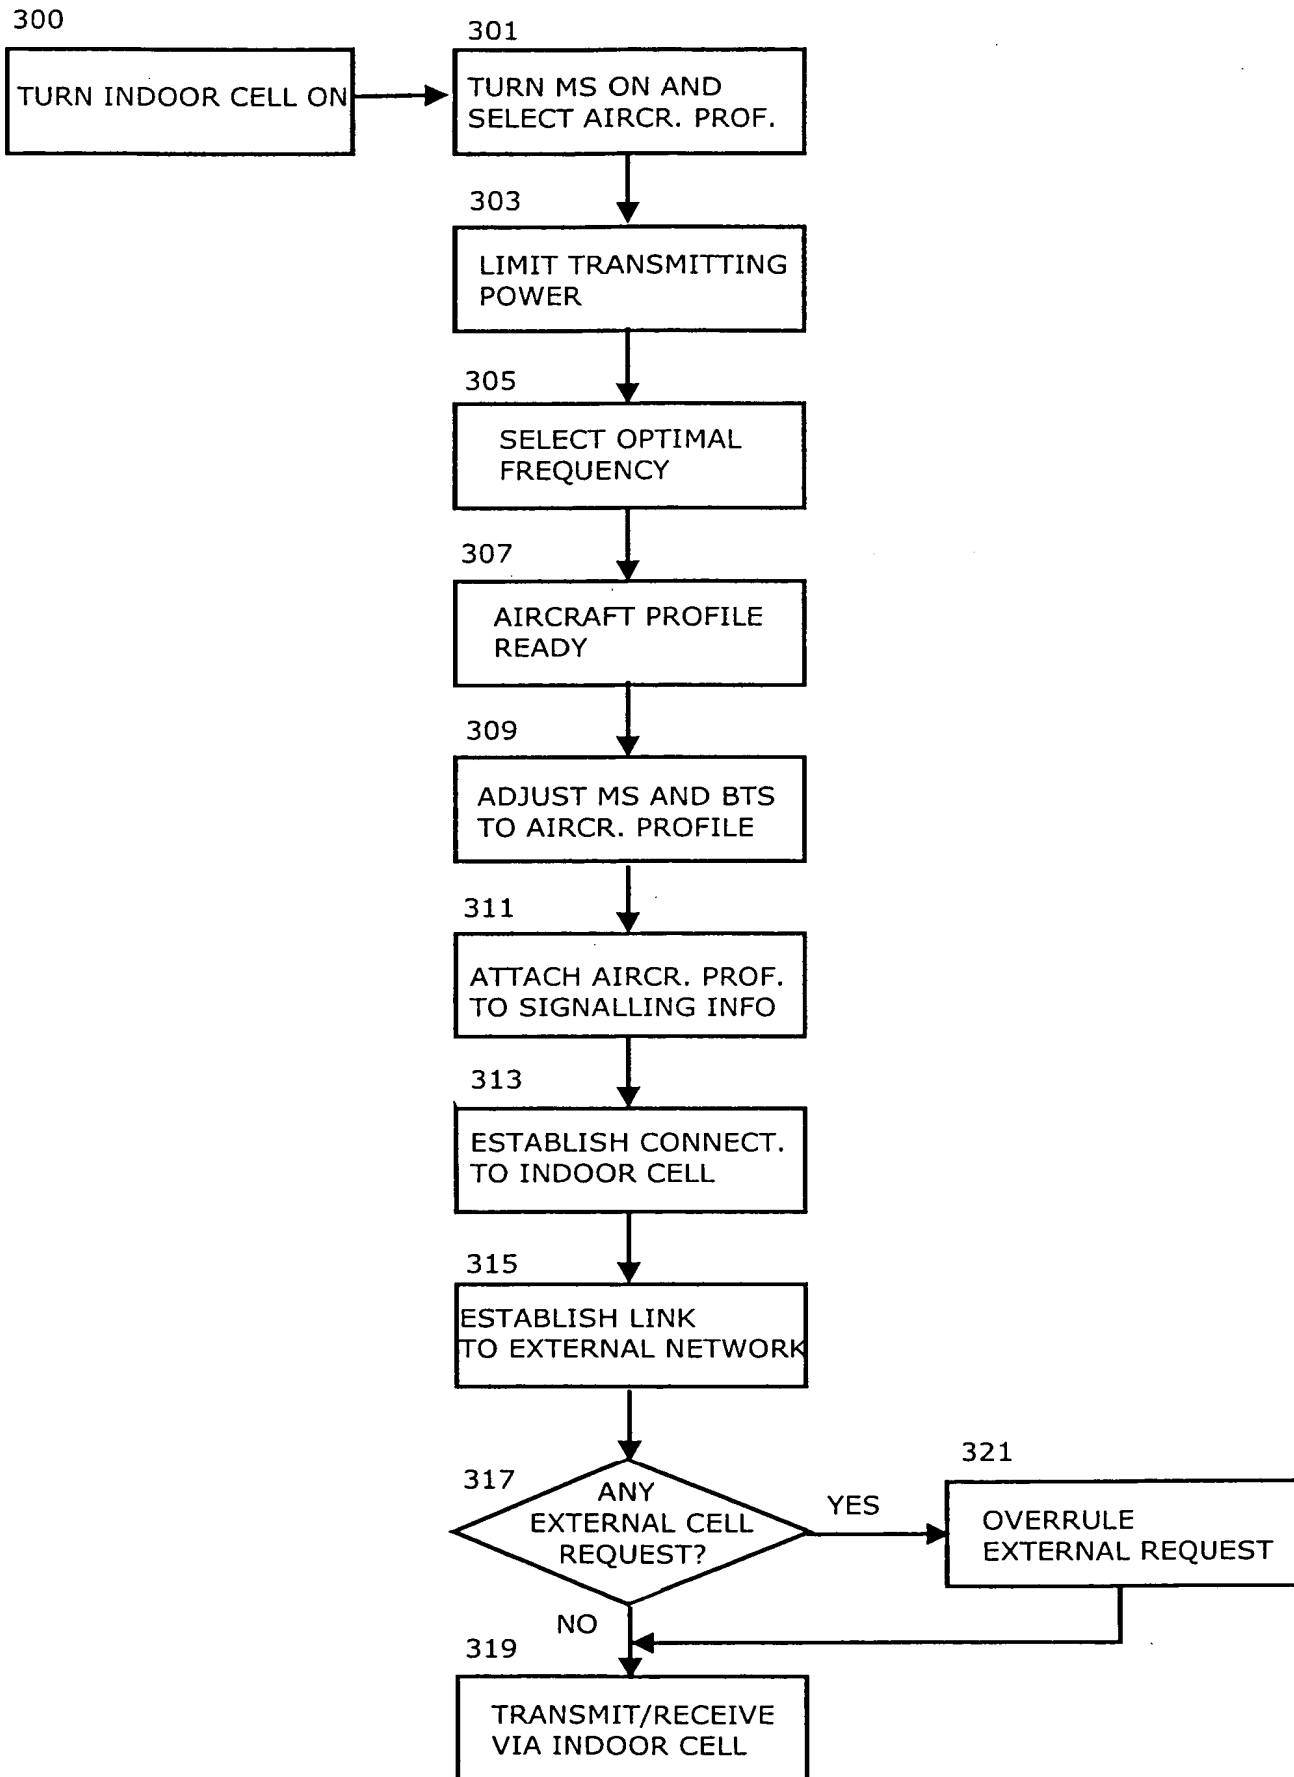 300
TURN INDOOR CELL ON
301
TURN MS ON AND
SELECT AIRCR. PROF.
303
LIMIT TRANSMITTING
POWER
305
SELECT OPTIMAL
FREQUENCY
307
AIRCRAFT PROFILE
READY
309
ADJUST MS AND BTS
TO AIRCR. PROFILE
311
ATTACH AIRCR. PROF.
TO SIGNALLING INFO
313
ESTABLISH CONNECT.
TO INDOOR CELL
315
ESTABLISH LINK
TO EXTERNAL NETWORK
317
ANY
EXTERNAL CELL
REQUEST?
YES
321
OVERRULE
EXTERNAL REQUEST
NO
319
TRANSMIT/RECEIVE
VIA INDOOR CELL